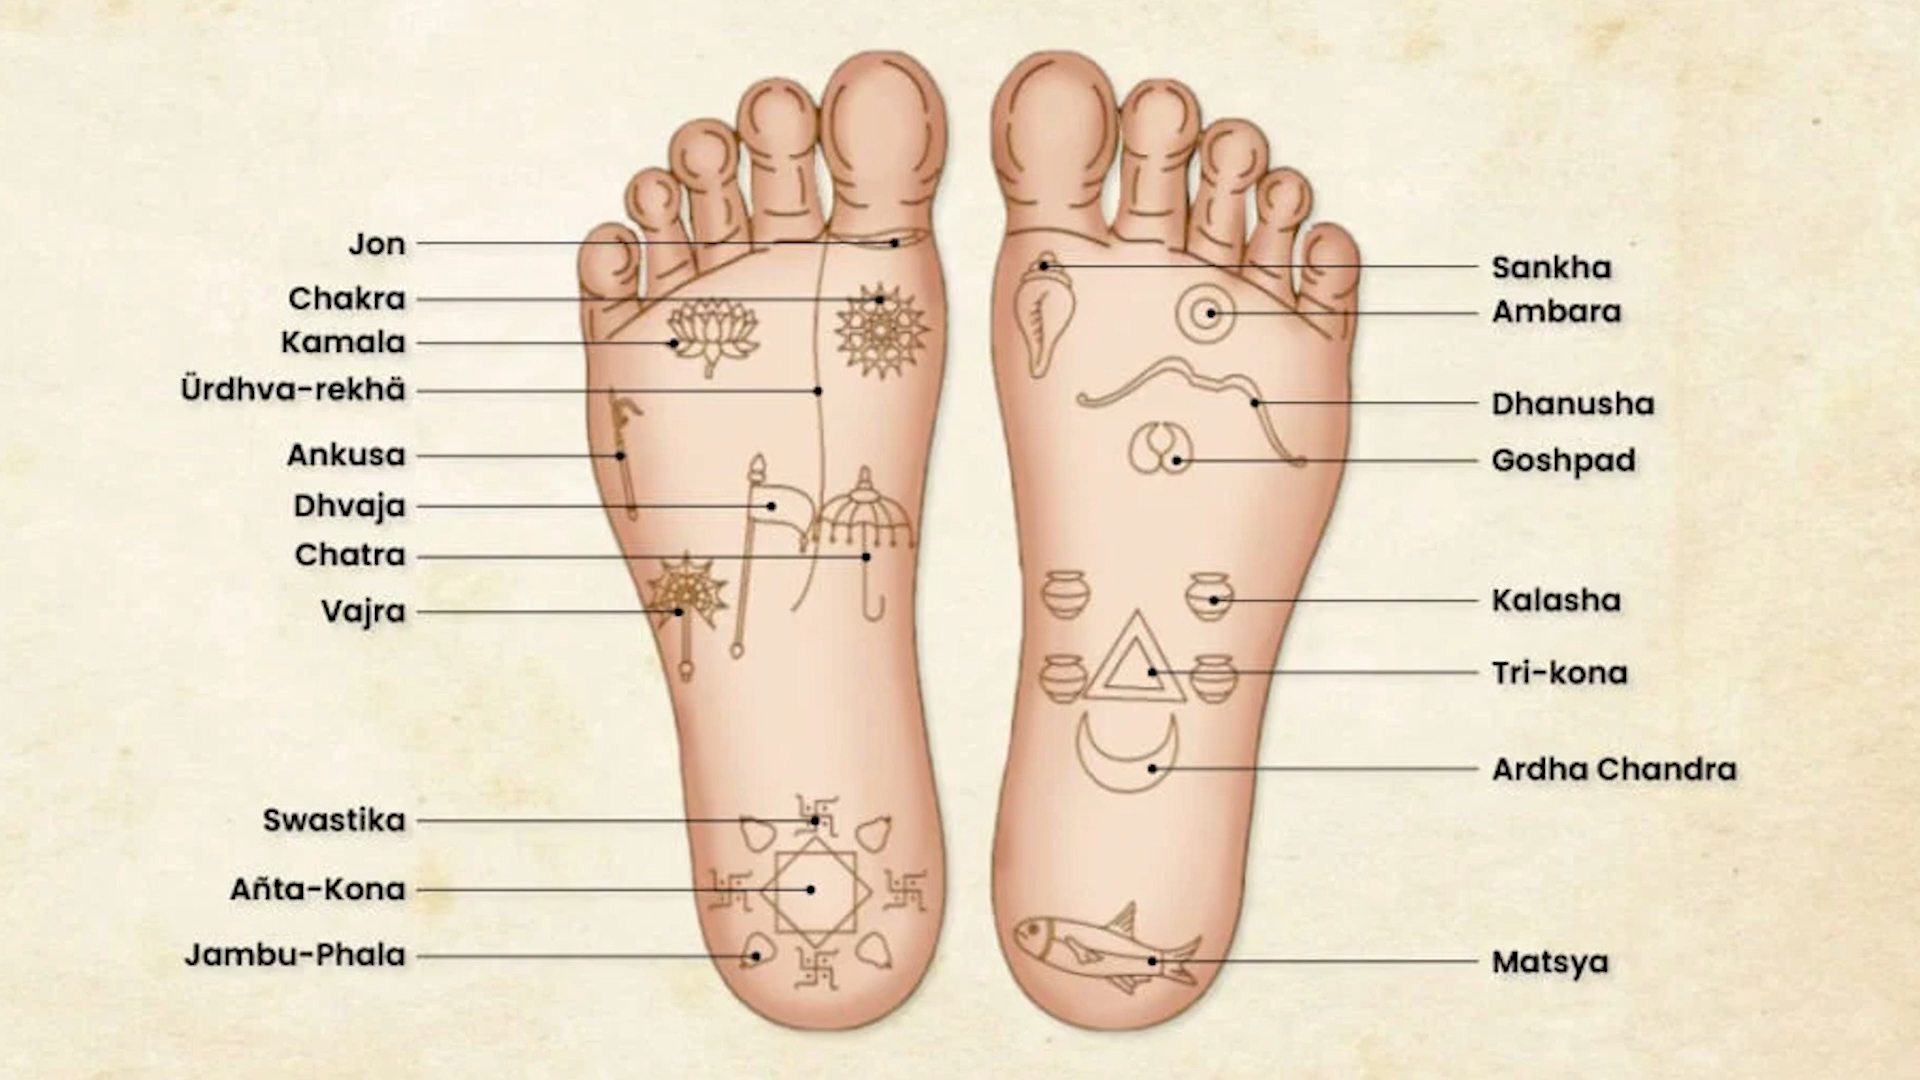 Jon
Chakra
Kamala
Ürdhva-rekhä
Ankusa
Dhvaja
Chatra
Vajra
Swastika
Añta-Kona
Jambu-Phala
Sankha
Ambara
Dhanusha
Goshpad
Kalasha
Tri-kona
Ardha Chandra
Matsya